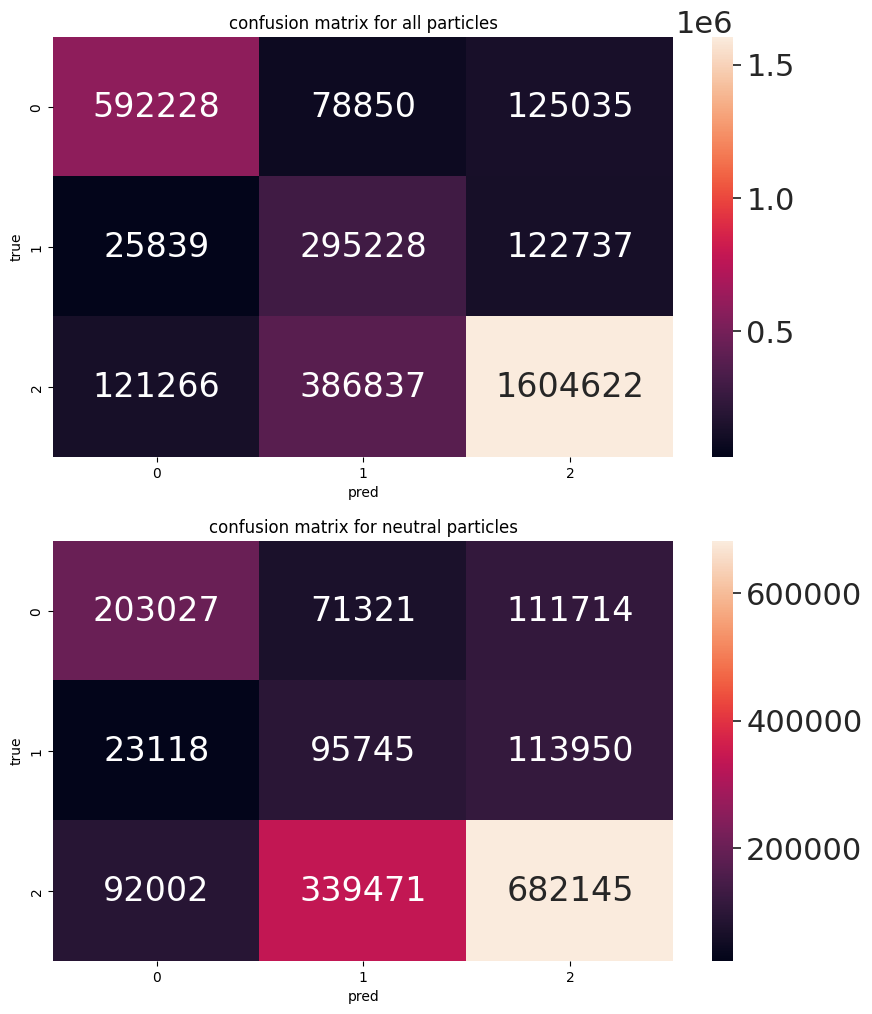 confusion matrix for all particles
1e6
0 592228 78850 125035
1 25839 295228 122737
2 121266 386837 1604622
true
0 1 2
pred
1.5
1.0
0.5
confusion matrix for neutral particles
0 203027 71321 111714
1 23118 95745 113950
2 92002 339471 682145
true
0 1 2
pred
600000
400000
200000